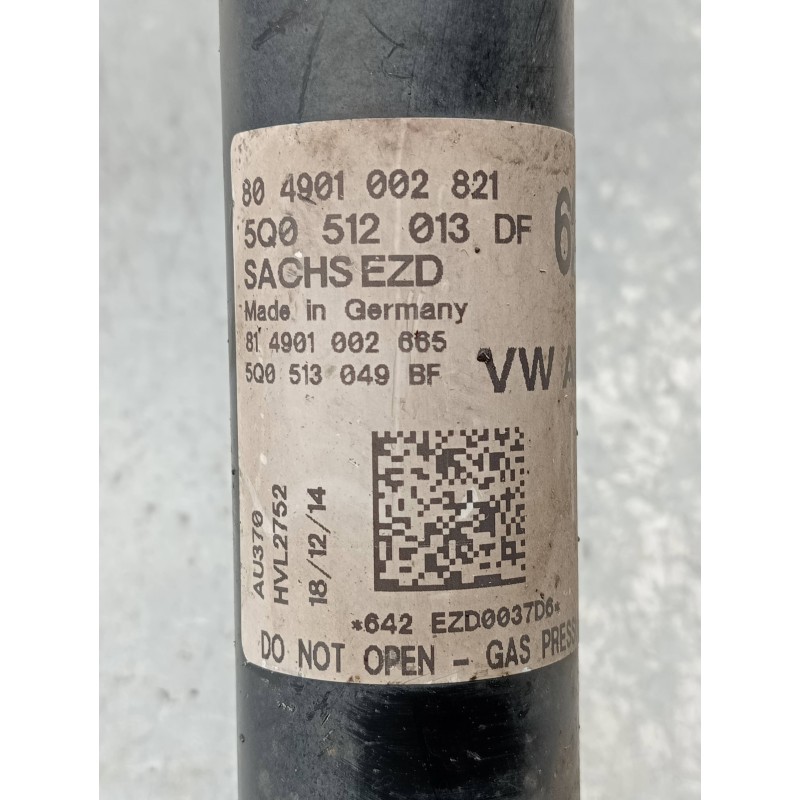 80 4901 002 821
5Q0 512 013 DF
SACHS EZD
Made in Germany
81 4901 002 665
5Q0 513 049 BF
VW
AU370
HVL2752
18/12/14
*642 EZD0037D6*
DO NOT OPEN - GAS